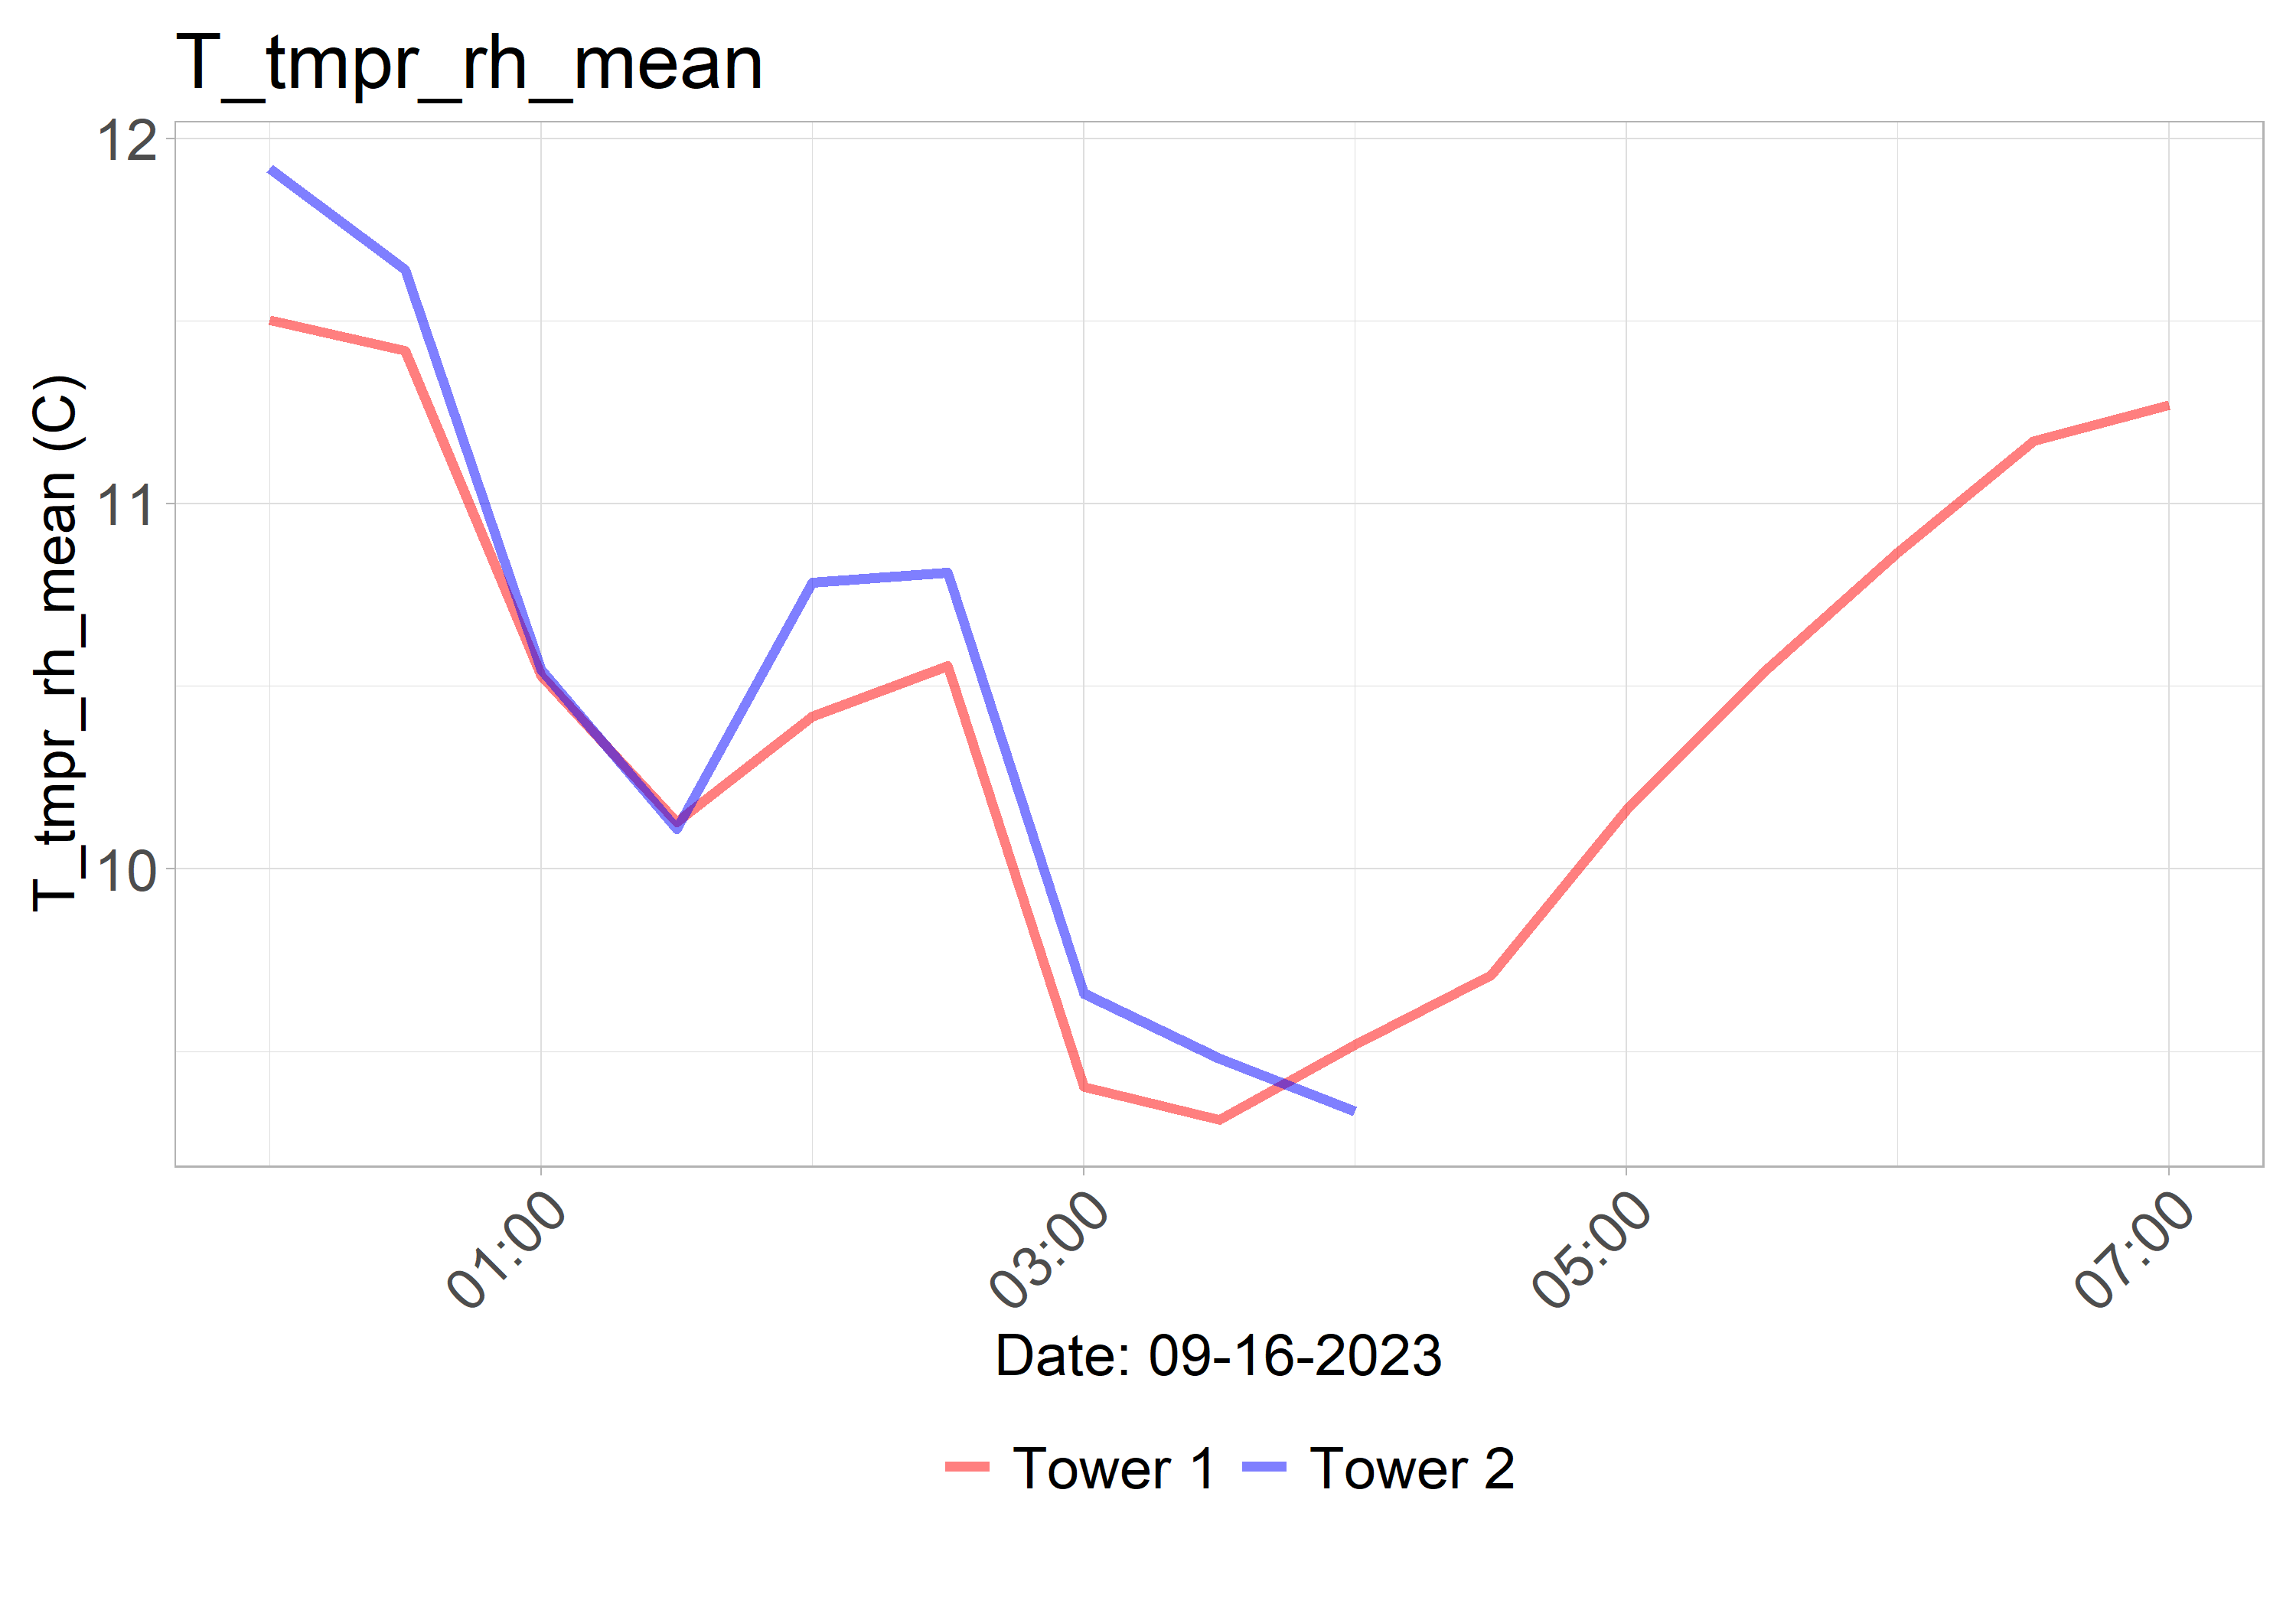 T_tmpr_rh_mean
T_tmpr_rh_mean (C)
12
11
10
01:00
03:00
05:00
07:00
Date: 09-16-2023
Tower 1
Tower 2